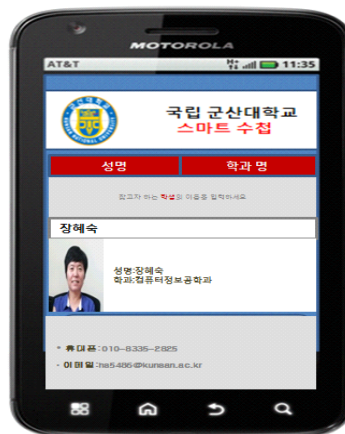 MOTOROLA
AT&T 11:35
국립 군산대학교
스마트 수첩
성명 학과 명
찾고자 하는 학생의 이름을 입력하세요
장혜숙
성명:장혜숙
학과:컴퓨터정보공학과
* 휴대폰:010-8335-2825
- 이메일:hs5486@kunsan.ac.kr